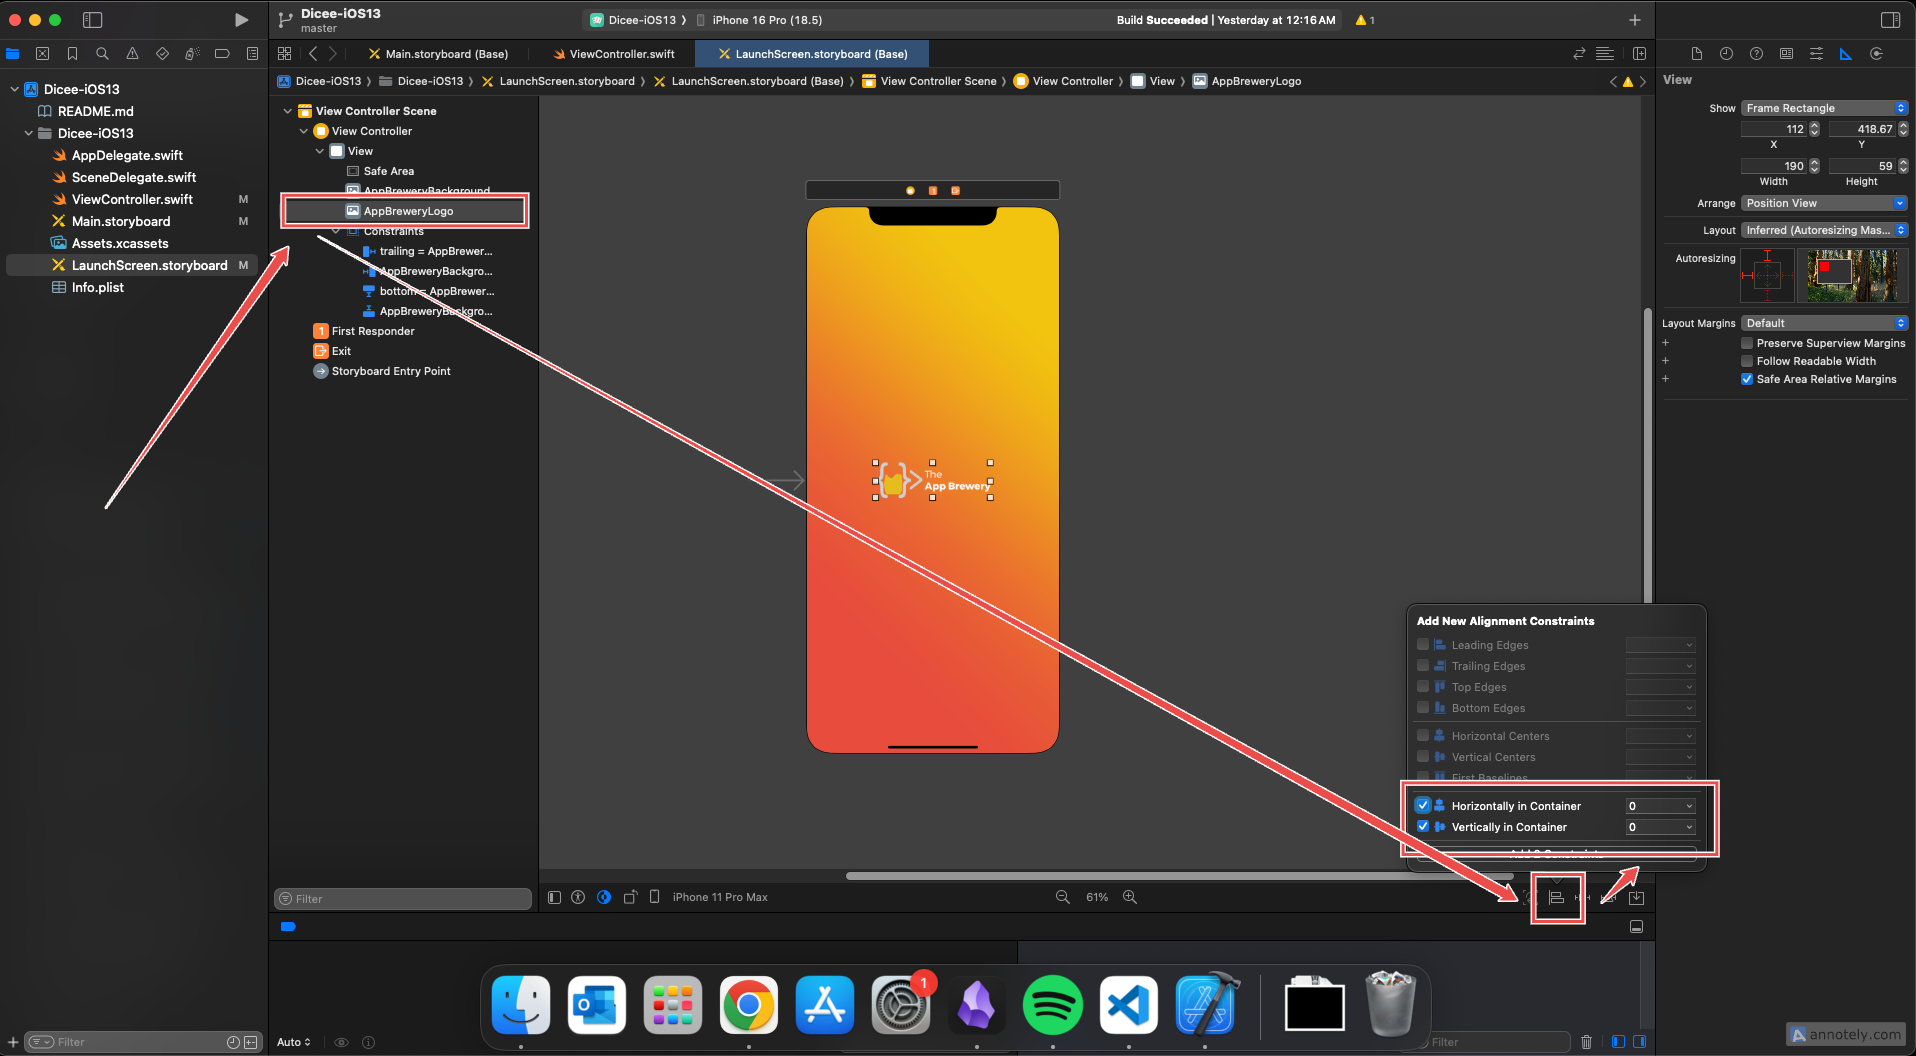 Dicee-iOS13
master
Dicee-iOS13
iPhone 16 Pro (18.5)
Build Succeeded | Yesterday at 12:16 AM
1
Main.storyboard (Base)
ViewController.swift
LaunchScreen.storyboard (Base)
Dicee-iOS13
Dicee-iOS13
LaunchScreen.storyboard
LaunchScreen.storyboard (Base)
View Controller Scene
View Controller
View
AppBreweryLogo
Dicee-iOS13
README.md
Dicee-iOS13
AppDelegate.swift
SceneDelegate.swift
ViewController.swift M
Main.storyboard M
Assets.xcassets
LaunchScreen.storyboard M
Info.plist
View Controller Scene
View Controller
View
Safe Area
AppBreweryBackground
AppBreweryLogo
Constraints
trailing = AppBrewer...
AppBreweryBackgro...
bottom = AppBrewer...
AppBreweryBackgro...
1 First Responder
Exit
Storyboard Entry Point
The
App Brewery
View
Show Frame Rectangle
112 418.67
X Y
190 59
Width Height
Arrange Position View
Layout Inferred (Autoresizing Mas...
Autoresizing
Layout Margins Default
Preserve Superview Margins
Follow Readable Width
Safe Area Relative Margins
Add New Alignment Constraints
Leading Edges
Trailing Edges
Top Edges
Bottom Edges
Horizontal Centers
Vertical Centers
First Baselines
Horizontally in Container 0
Vertically in Container 0
Add 2 Constraints
Filter
iPhone 11 Pro Max
61%
1
Filter
Auto
Filter
annotely.com